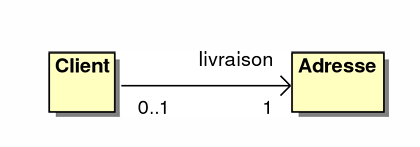 livraison
Client
Adresse
0..1
1